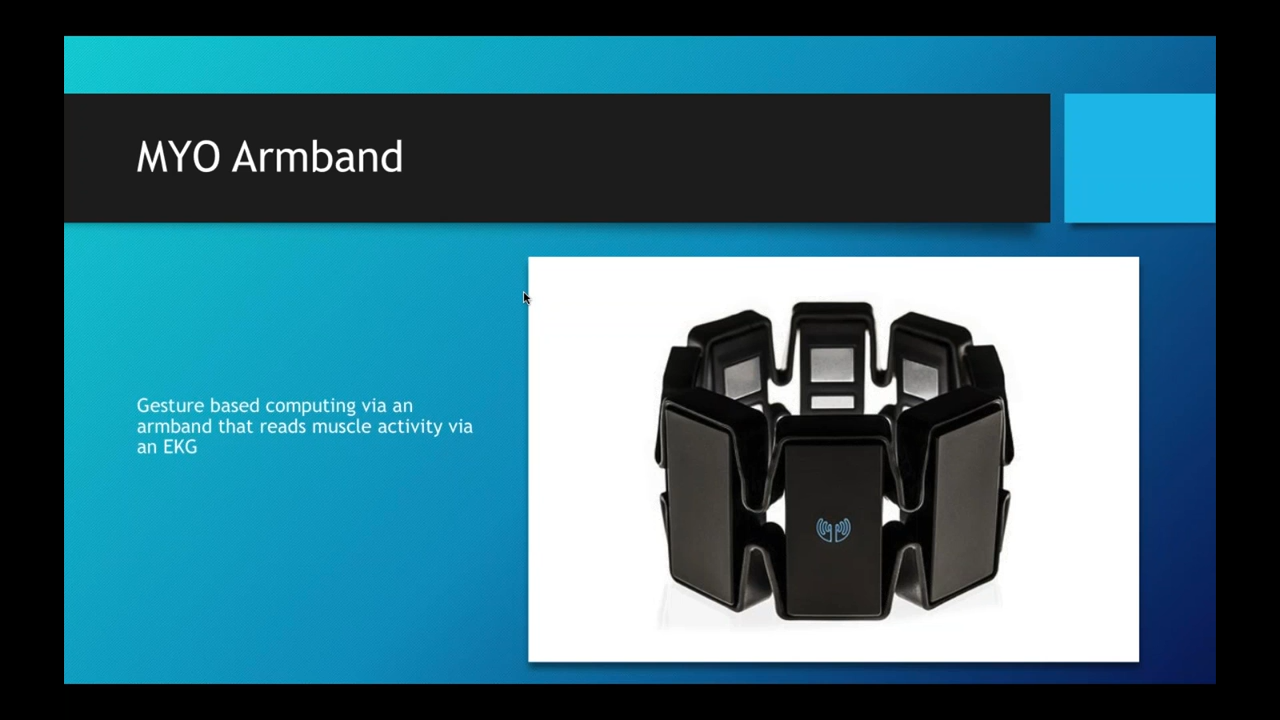 MYO Armband
Gesture based computing via an
armband that reads muscle activity via
an EKG